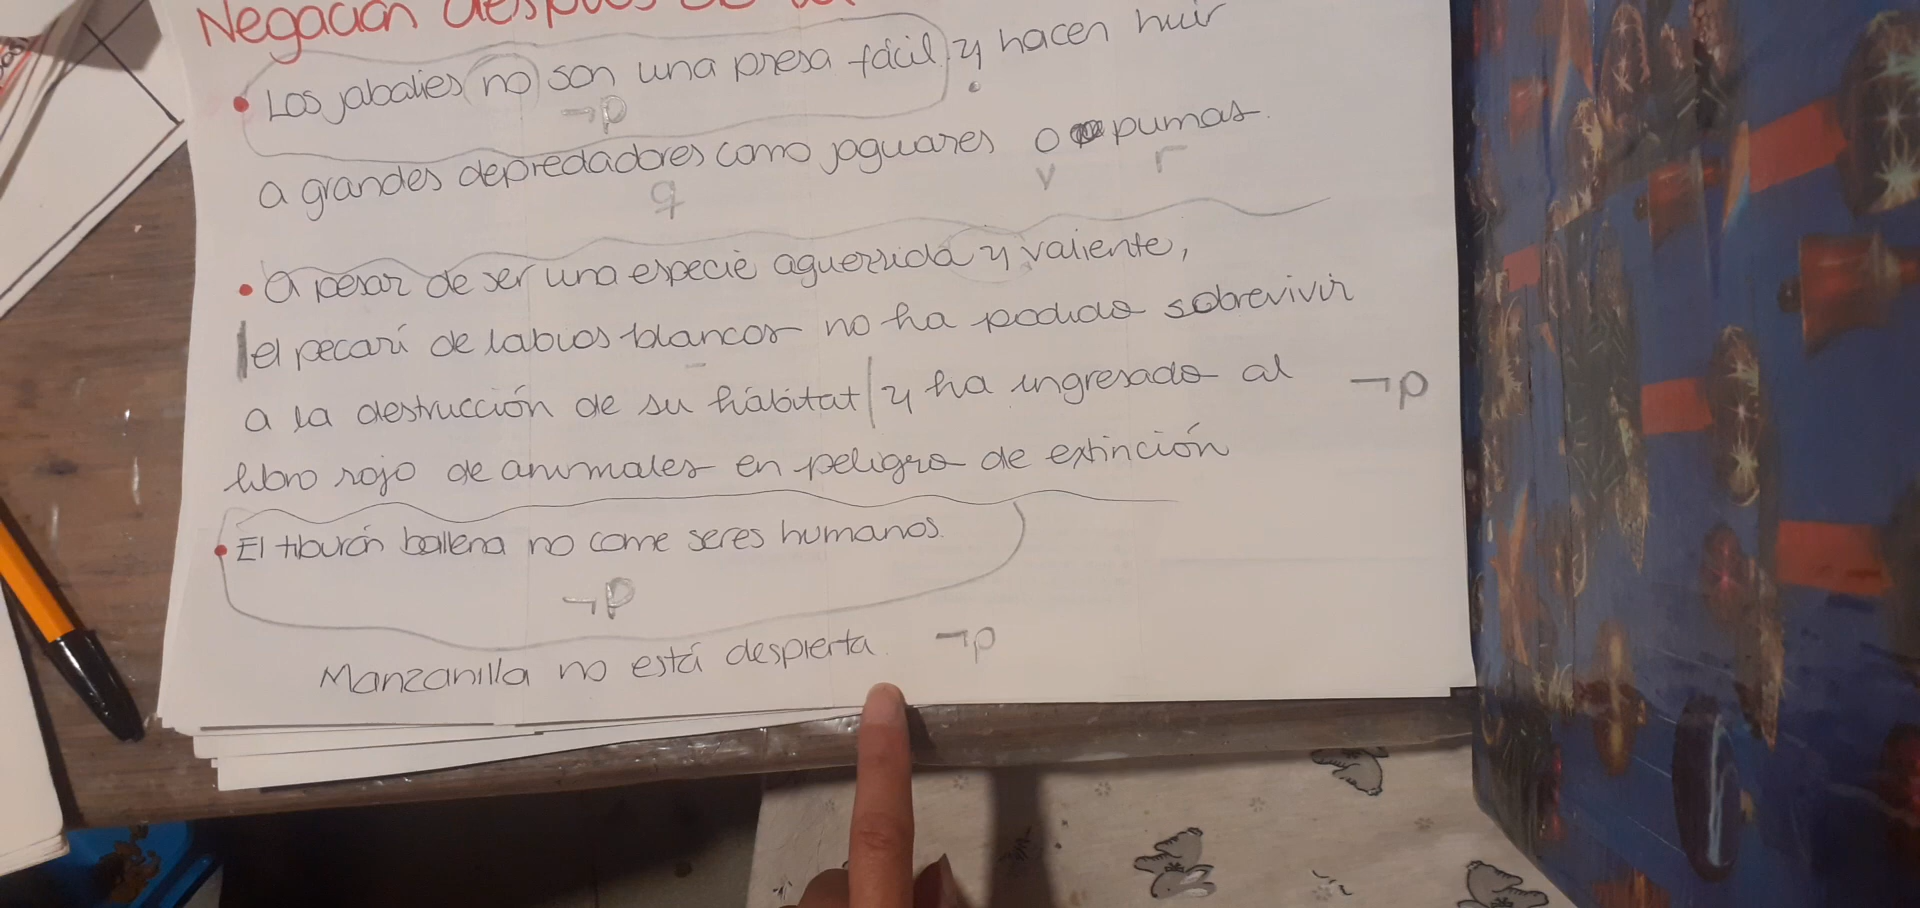 Negación después de
• Los jabalíes no son una presa fácil y hacen huir
¬p
a grandes depredadores como jaguares o pumas.
q v r
• A pesar de ser una especie aguerrida y valiente,
el pecarí de labios blancos no ha podido sobrevivir
a la destrucción de su hábitat y ha ingresado al ¬p
libro rojo de animales en peligro de extinción
• El tiburón ballena no come seres humanos.
¬p
Manzanilla no está despierta. ¬p